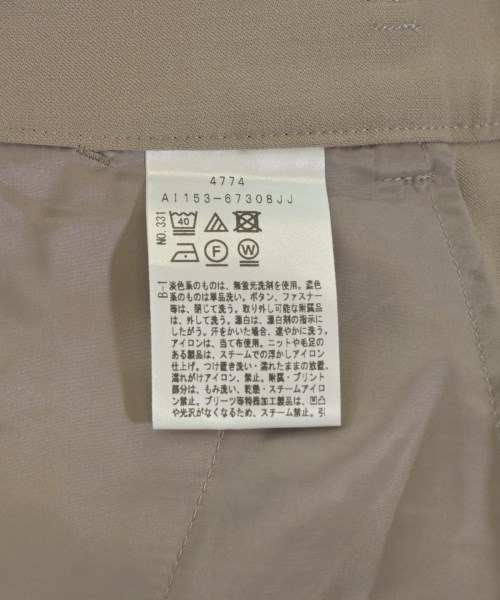 4774
AI153-67308JJ
NO.331
40
F
W
B-1
淡色系のものは、無蛍光洗剤を使用。濃色
系のものは単品洗い。ボタン、ファスナー
等は、閉じて洗う。取り外し可能な附属品
は、外して洗う。漂白は、漂白剤の指示に
したがう。汗をかいた場合、速やかに洗う。
アイロンは、当て布使用。ニットや毛足の
ある製品は、スチームでの浮かしアイロン
仕上げ。つけ置き洗い・濡れたままの放置、
濡れがけアイロン、禁止。附属・プリント
部分は、もみ洗い、乾燥・スチームアイロ
ン、禁止。プリーツ等特殊加工製品は、凹凸
や光沢がなくなるため、スチーム禁止。引